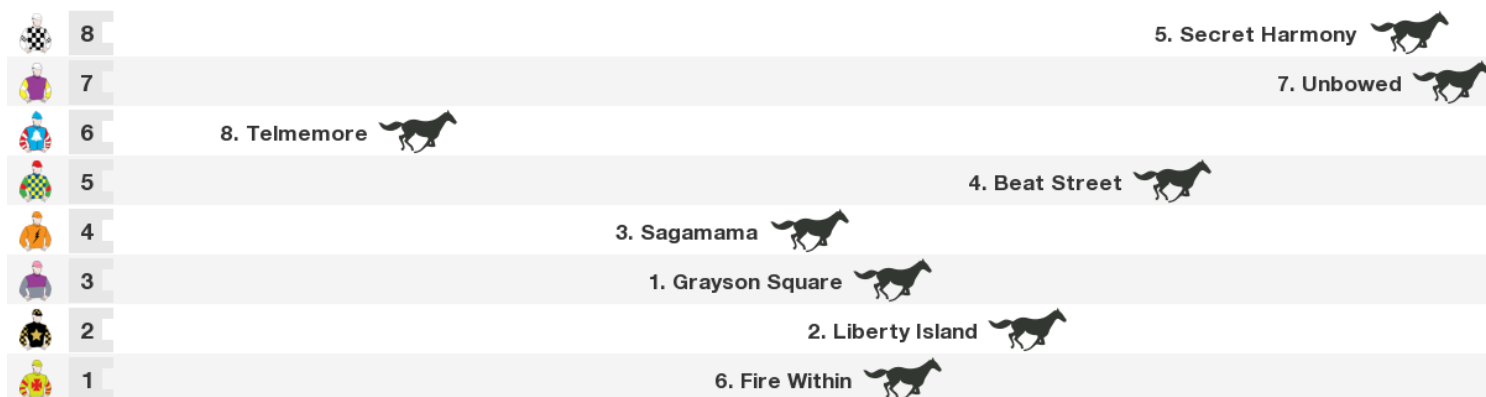 8 5. Secret Harmony
7 7. Unbowed
6 8. Telmemore
5 4. Beat Street
4 3. Sagamama
3 1. Grayson Square
2 2. Liberty Island
1 6. Fire Within